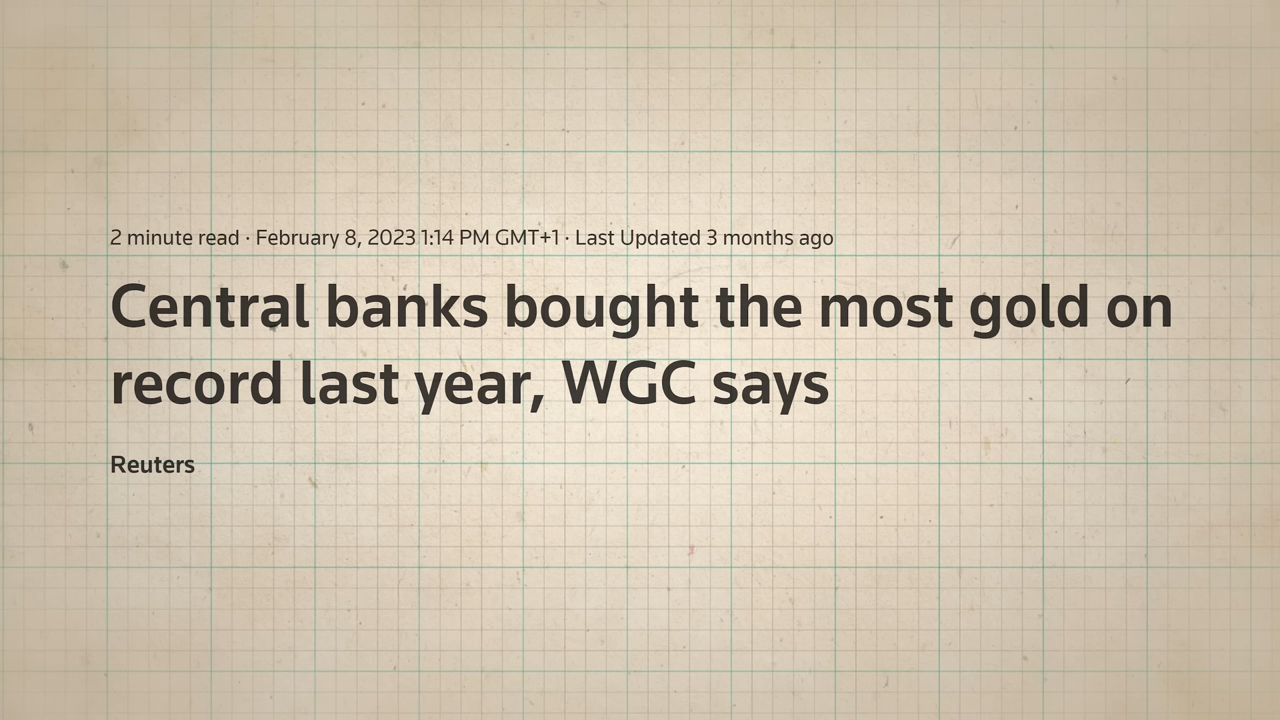 2 minute read · February 8, 2023 1:14 PM GMT+1 · Last Updated 3 months ago
Central banks bought the most gold on
record last year, WGC says
Reuters